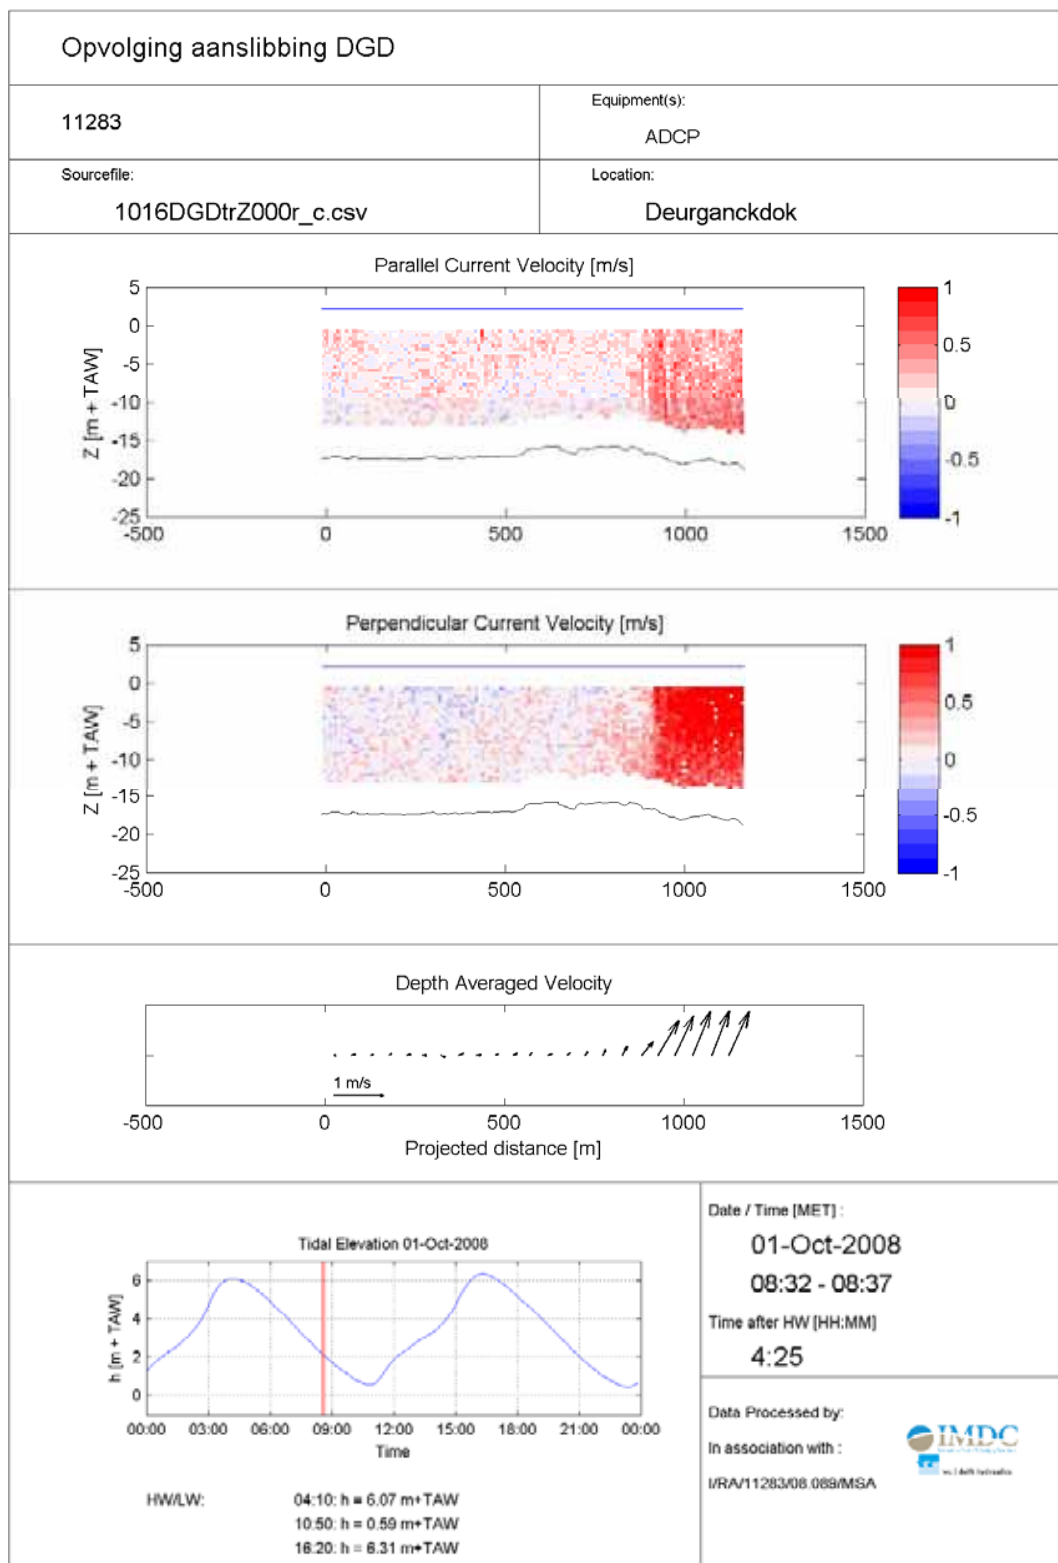 Opvolging aanslibbing DGD
11283
Equipment(s):
ADCP
Sourcefile:
1016DGDtrZ000r_c.csv
Location:
Deurganckdok
Parallel Current Velocity [m/s]
5
0
-5
-10
-15
-20
-25
Z [m + TAW]
-500 0 500 1000 1500
1
0.5
0
-0.5
-1
Perpendicular Current Velocity [m/s]
5
0
-5
-10
-15
-20
-25
Z [m + TAW]
-500 0 500 1000 1500
1
0.5
0
-0.5
-1
Depth Averaged Velocity
1 m/s
-500 0 500 1000 1500
Projected distance [m]
Tidal Elevation 01-Oct-2008
6
4
2
0
h [m + TAW]
00:00 03:00 06:00 09:00 12:00 15:00 18:00 21:00 00:00
Time
HW/LW:
04:10: h = 6.07 m+TAW
10:50: h = 0.59 m+TAW
16:20: h = 6.31 m+TAW
Date / Time [MET] :
01-Oct-2008
08:32 - 08:37
Time after HW [HH:MM]
4:25
Data Processed by:
IMDC
In association with :
wl | delft hydraulics
I/RA/11283/08.089/MSA